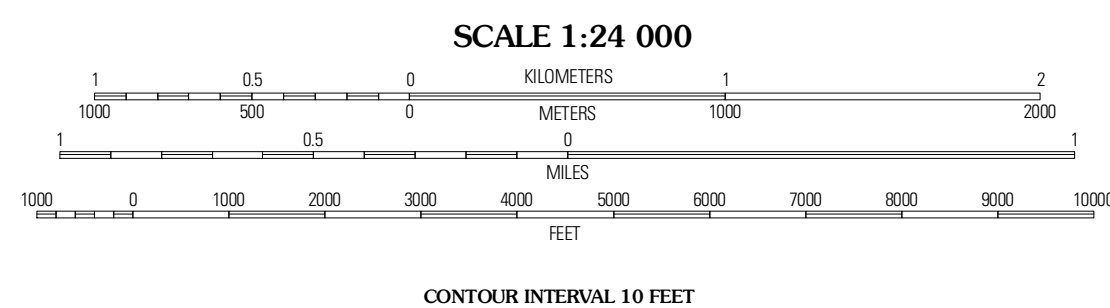 SCALE 1:24 000
1 0.5 0 KILOMETERS 1 2
1000 500 0 METERS 1000 2000
1 0.5 0 1
MILES
1000 0 1000 2000 3000 4000 5000 6000 7000 8000 9000 10000
FEET
CONTOUR INTERVAL 10 FEET